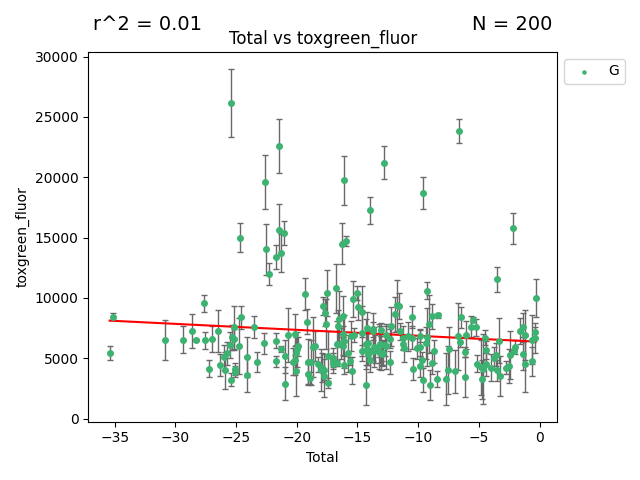 r^2 = 0.01
N = 200
Total vs toxgreen_fluor
30000
25000
20000
15000
10000
5000
0
toxgreen_fluor
−35
−30
−25
−20
−15
−10
−5
0
Total
G